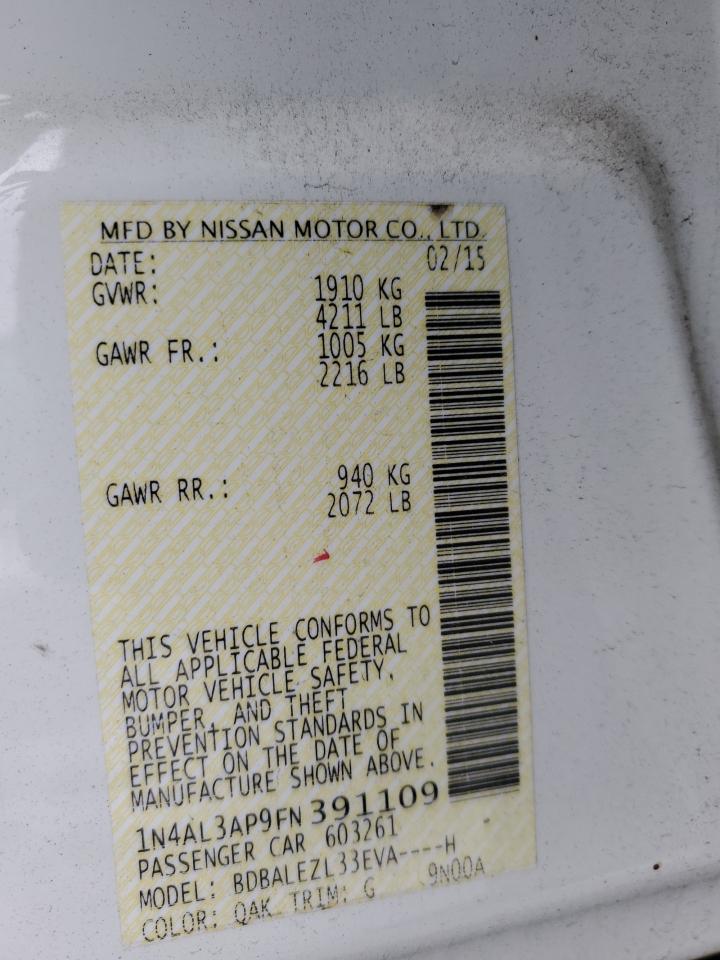 MFD BY NISSAN MOTOR CO., LTD.
DATE: 02/15
GVWR: 1910 KG
4211 LB
GAWR FR.: 1005 KG
2216 LB
GAWR RR.: 940 KG
2072 LB
THIS VEHICLE CONFORMS TO
ALL APPLICABLE FEDERAL
MOTOR VEHICLE SAFETY,
BUMPER, AND THEFT
PREVENTION STANDARDS IN
EFFECT ON THE DATE OF
MANUFACTURE SHOWN ABOVE.
1N4AL3AP9FN 391109
PASSENGER CAR 603261
MODEL: BDBALEZL33EVA----H
COLOR: QAK TRIM: G 9N00A